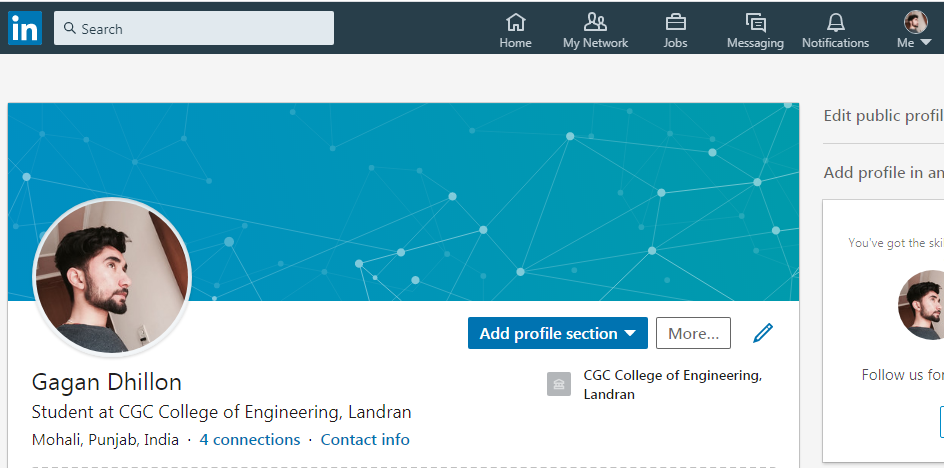 in
Search
Home
My Network
Jobs
Messaging
Notifications
Me
Edit public profil
Add profile in an
You've got the ski
Follow us for
Add profile section
More...
Gagan Dhillon
CGC College of Engineering,
Landran
Student at CGC College of Engineering, Landran
Mohali, Punjab, India · 4 connections · Contact info